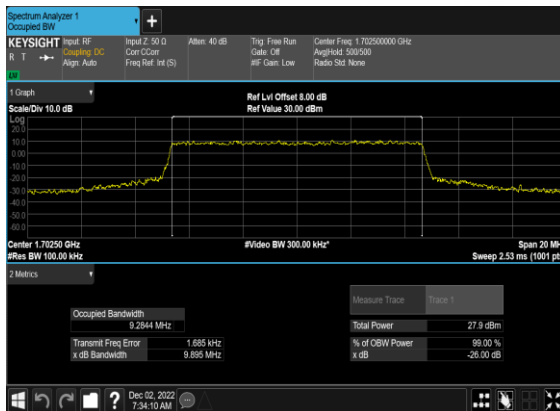 Spectrum Analyzer 1
Occupied BW
KEYSIGHT
R T
Input: RF
Coupling: DC
Align: Auto
Input Z: 50 Ω
Corr CCorr
Freq Ref: Int (S)
Atten: 40 dB
Trig: Free Run
Gate: Off
#IF Gain: Low
Center Freq: 1.702500000 GHz
Avg|Hold: 500/500
Radio Std: None
1 Graph
Scale/Div 10.0 dB
Ref Lvl Offset 8.00 dB
Ref Value 30.00 dBm
Log
20.0
10.0
0.00
-10.0
-20.0
-30.0
-40.0
-50.0
-60.0
Center 1.70250 GHz
#Res BW 100.00 kHz
#Video BW 300.00 kHz*
Span 20 MH
Sweep 2.53 ms (1001 pt
2 Metrics
Occupied Bandwidth
9.2844 MHz
Transmit Freq Error 1.685 kHz
x dB Bandwidth 9.895 MHz
Measure Trace Trace 1
Total Power 27.9 dBm
% of OBW Power 99.00 %
x dB -26.00 dB
Dec 02, 2022
7:34:10 AM